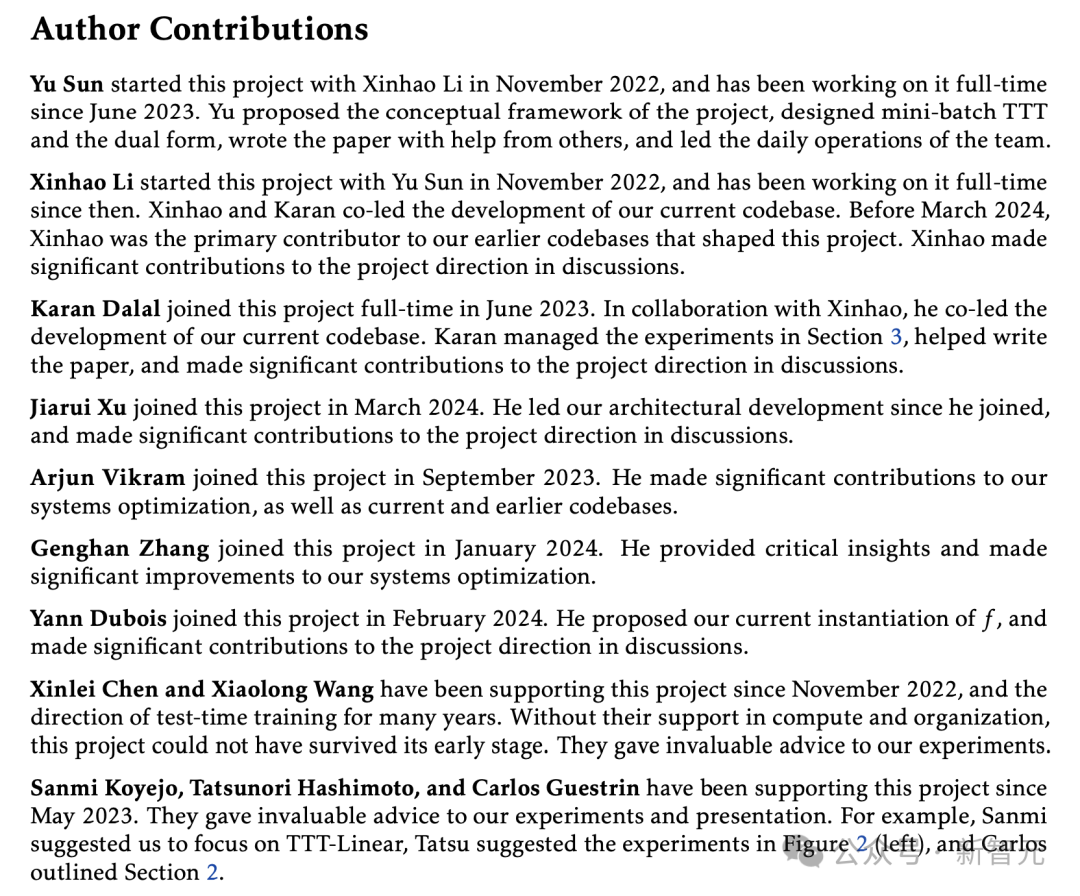 Author Contributions
Yu Sun started this project with Xinhao Li in November 2022, and has been working on it full-time
since June 2023. Yu proposed the conceptual framework of the project, designed mini-batch TTT
and the dual form, wrote the paper with help from others, and led the daily operations of the team.
Xinhao Li started this project with Yu Sun in November 2022, and has been working on it full-time
since then. Xinhao and Karan co-led the development of our current codebase. Before March 2024,
Xinhao was the primary contributor to our earlier codebases that shaped this project. Xinhao made
significant contributions to the project direction in discussions.
Karan Dalal joined this project full-time in June 2023. In collaboration with Xinhao, he co-led the
development of our current codebase. Karan managed the experiments in Section 3, helped write
the paper, and made significant contributions to the project direction in discussions.
Jiarui Xu joined this project in March 2024. He led our architectural development since he joined,
and made significant contributions to the project direction in discussions.
Arjun Vikram joined this project in September 2023. He made significant contributions to our
systems optimization, as well as current and earlier codebases.
Genghan Zhang joined this project in January 2024. He provided critical insights and made
significant improvements to our systems optimization.
Yann Dubois joined this project in February 2024. He proposed our current instantiation of f, and
made significant contributions to the project direction in discussions.
Xinlei Chen and Xiaolong Wang have been supporting this project since November 2022, and the
direction of test-time training for many years. Without their support in compute and organization,
this project could not have survived its early stage. They gave invaluable advice to our experiments.
Sanmi Koyejo, Tatsunori Hashimoto, and Carlos Guestrin have been supporting this project since
May 2023. They gave invaluable advice to our experiments and presentation. For example, Sanmi
suggested us to focus on TTT-Linear, Tatsu suggested the experiments in Figure 2 (left), and Carlos
outlined Section 2.
公众号 · 新智元